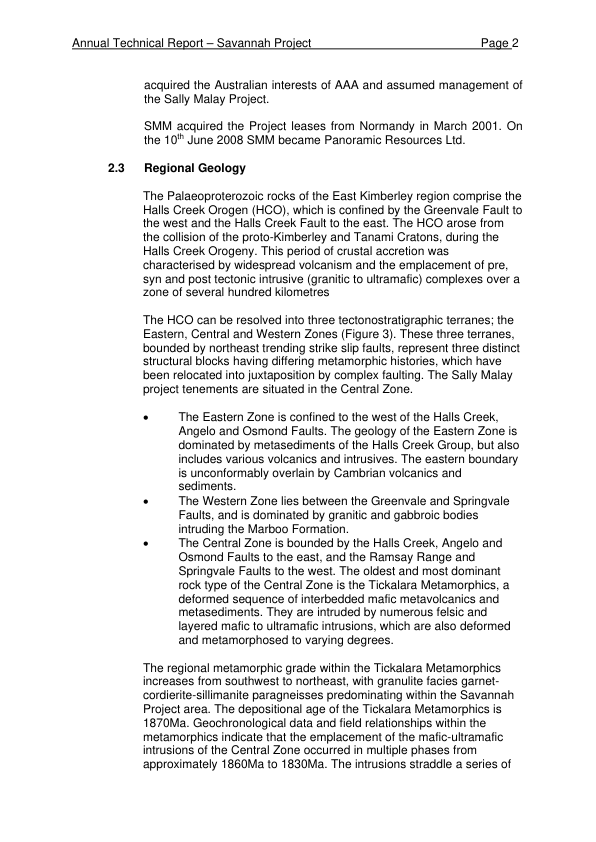 Annual Technical Report – Savannah Project Page 2
acquired the Australian interests of AAA and assumed management of
the Sally Malay Project.
SMM acquired the Project leases from Normandy in March 2001. On
the 10th June 2008 SMM became Panoramic Resources Ltd.
2.3 Regional Geology
The Palaeoproterozoic rocks of the East Kimberley region comprise the
Halls Creek Orogen (HCO), which is confined by the Greenvale Fault to
the west and the Halls Creek Fault to the east. The HCO arose from
the collision of the proto-Kimberley and Tanami Cratons, during the
Halls Creek Orogeny. This period of crustal accretion was
characterised by widespread volcanism and the emplacement of pre,
syn and post tectonic intrusive (granitic to ultramafic) complexes over a
zone of several hundred kilometres
The HCO can be resolved into three tectonostratigraphic terranes; the
Eastern, Central and Western Zones (Figure 3). These three terranes,
bounded by northeast trending strike slip faults, represent three distinct
structural blocks having differing metamorphic histories, which have
been relocated into juxtaposition by complex faulting. The Sally Malay
project tenements are situated in the Central Zone.
• The Eastern Zone is confined to the west of the Halls Creek,
Angelo and Osmond Faults. The geology of the Eastern Zone is
dominated by metasediments of the Halls Creek Group, but also
includes various volcanics and intrusives. The eastern boundary
is unconformably overlain by Cambrian volcanics and
sediments.
• The Western Zone lies between the Greenvale and Springvale
Faults, and is dominated by granitic and gabbroic bodies
intruding the Marboo Formation.
• The Central Zone is bounded by the Halls Creek, Angelo and
Osmond Faults to the east, and the Ramsay Range and
Springvale Faults to the west. The oldest and most dominant
rock type of the Central Zone is the Tickalara Metamorphics, a
deformed sequence of interbedded mafic metavolcanics and
metasediments. They are intruded by numerous felsic and
layered mafic to ultramafic intrusions, which are also deformed
and metamorphosed to varying degrees.
The regional metamorphic grade within the Tickalara Metamorphics
increases from southwest to northeast, with granulite facies garnet-
cordierite-sillimanite paragneisses predominating within the Savannah
Project area. The depositional age of the Tickalara Metamorphics is
1870Ma. Geochronological data and field relationships within the
metamorphics indicate that the emplacement of the mafic-ultramafic
intrusions of the Central Zone occurred in multiple phases from
approximately 1860Ma to 1830Ma. The intrusions straddle a series of